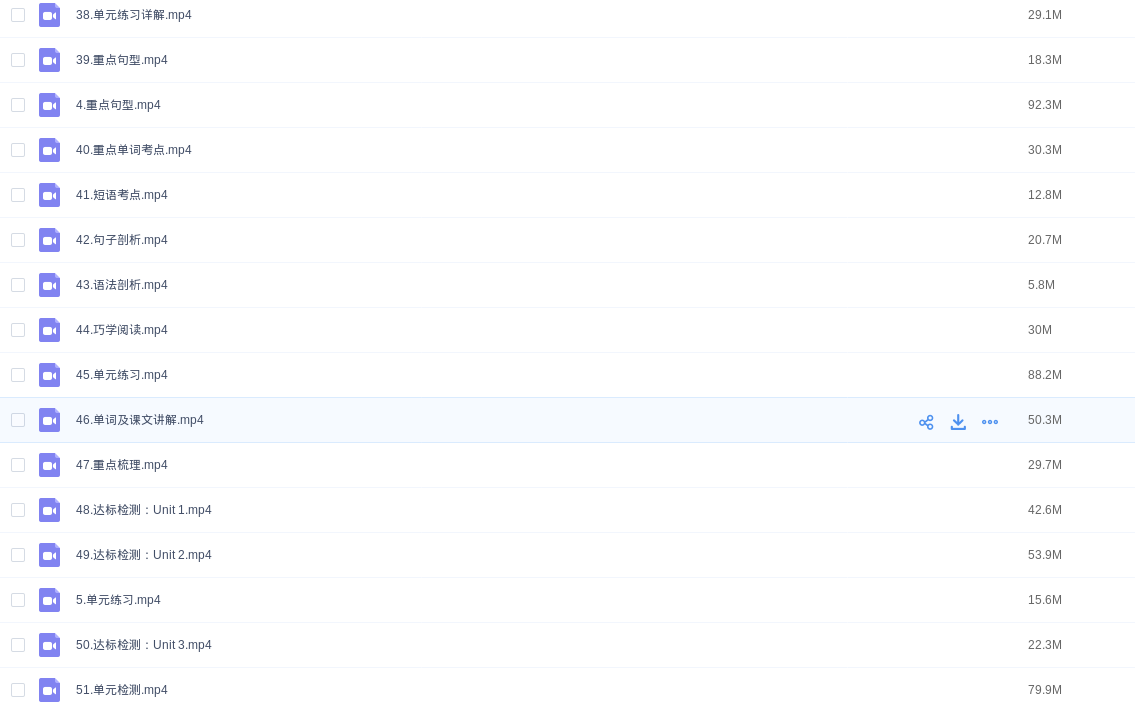 38.单元练习详解.mp4 29.1M
39.重点句型.mp4 18.3M
4.重点句型.mp4 92.3M
40.重点单词考点.mp4 30.3M
41.短语考点.mp4 12.8M
42.句子剖析.mp4 20.7M
43.语法剖析.mp4 5.8M
44.巧学阅读.mp4 30M
45.单元练习.mp4 88.2M
46.单词及课文讲解.mp4 50.3M
47.重点梳理.mp4 29.7M
48.达标检测：Unit 1.mp4 42.6M
49.达标检测：Unit 2.mp4 53.9M
5.单元练习.mp4 15.6M
50.达标检测：Unit 3.mp4 22.3M
51.单元检测.mp4 79.9M